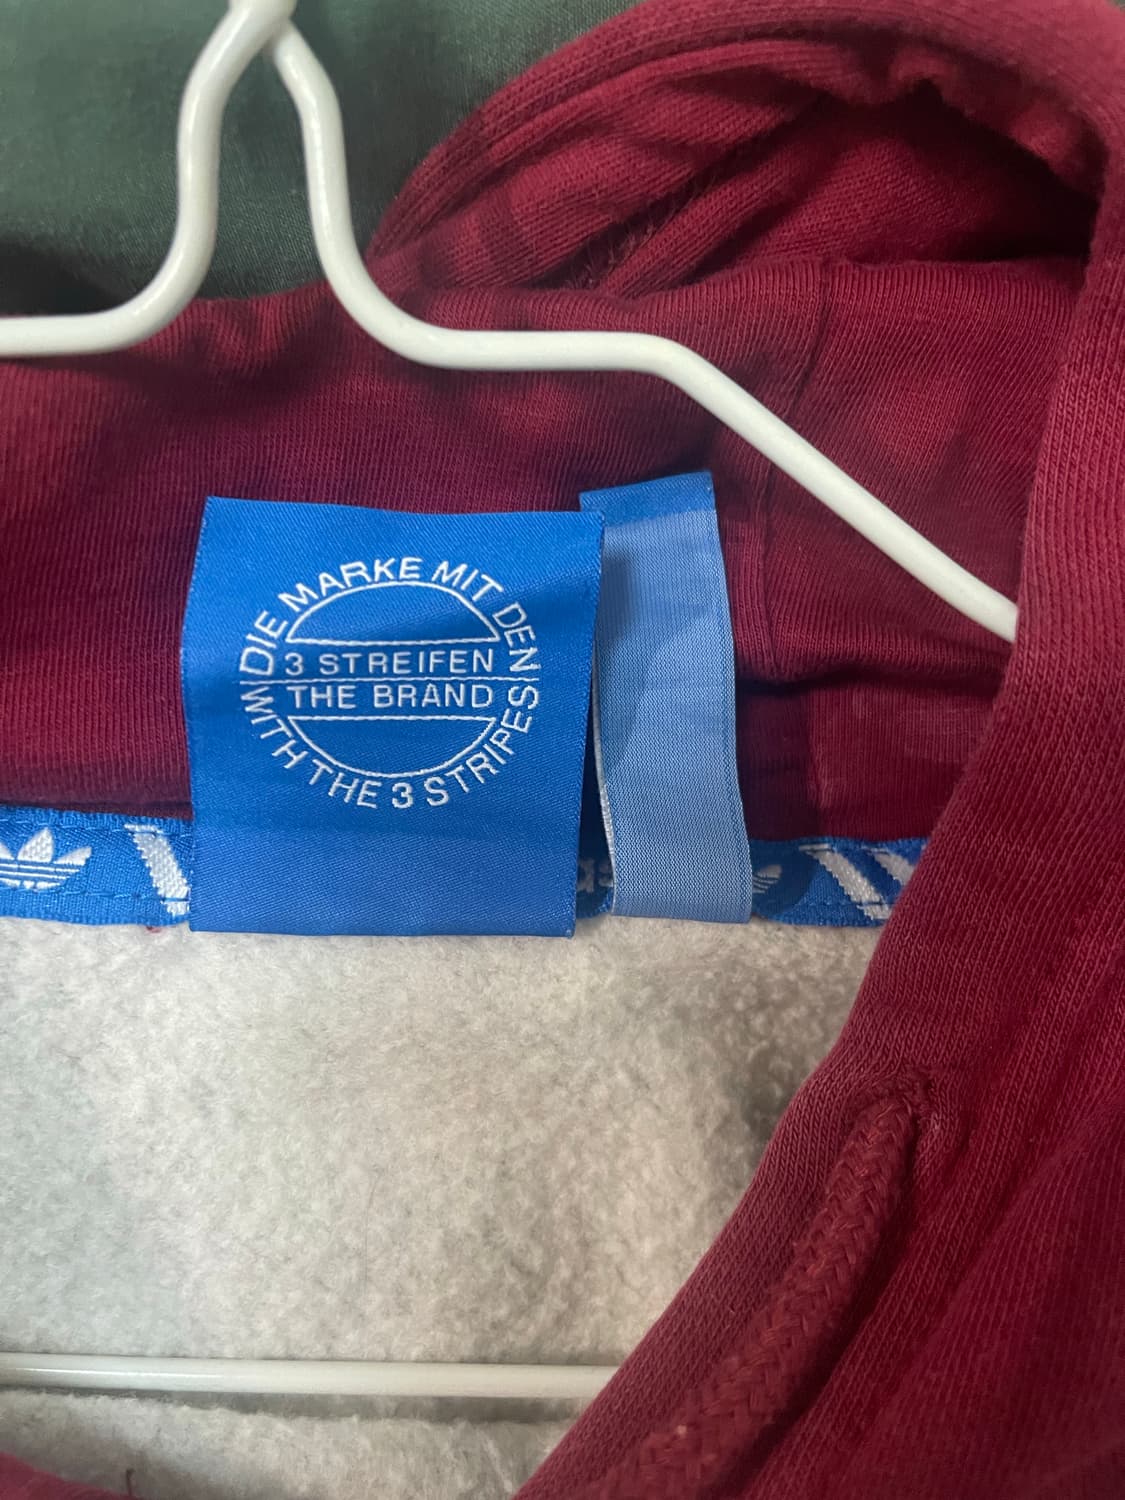 DIE MARKE MIT DEN
3 STREIFEN
THE BRAND
WITH THE 3 STRIPES